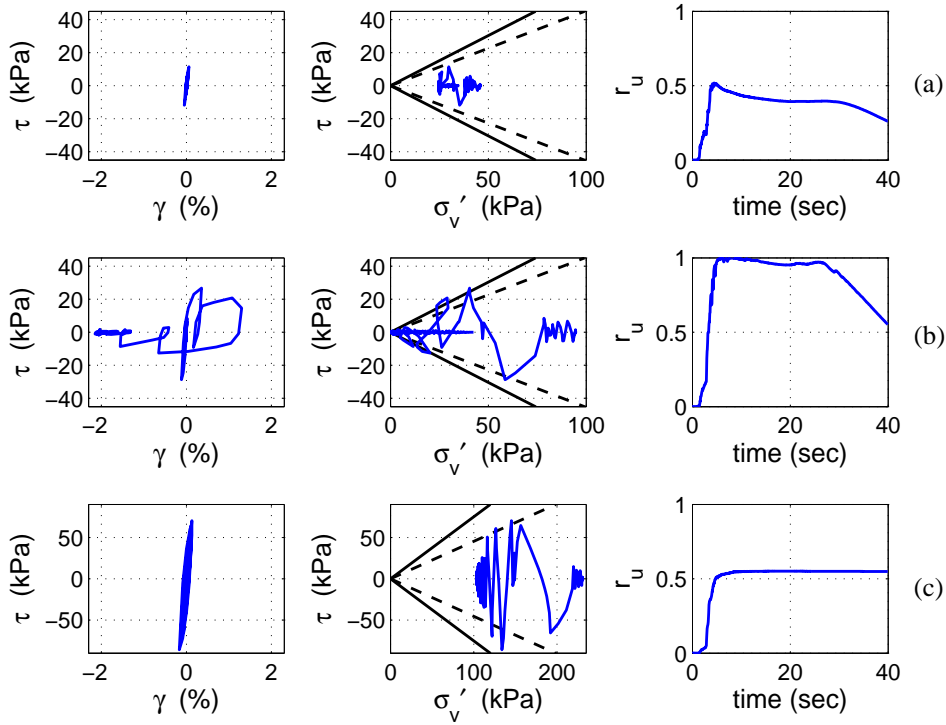 40
20
0
−20
−40
τ (kPa)
−2 0 2
γ (%)
40
20
0
−20
−40
τ (kPa)
0 50 100
σv′ (kPa)
1
0.5
0
r_u
0 20 40
time (sec)
(a)
40
20
0
−20
−40
τ (kPa)
−2 0 2
γ (%)
40
20
0
−20
−40
τ (kPa)
0 50 100
σv′ (kPa)
1
0.5
0
r_u
0 20 40
time (sec)
(b)
50
0
−50
τ (kPa)
−2 0 2
γ (%)
50
0
−50
τ (kPa)
0 100 200
σv′ (kPa)
1
0.5
0
r_u
0 20 40
time (sec)
(c)